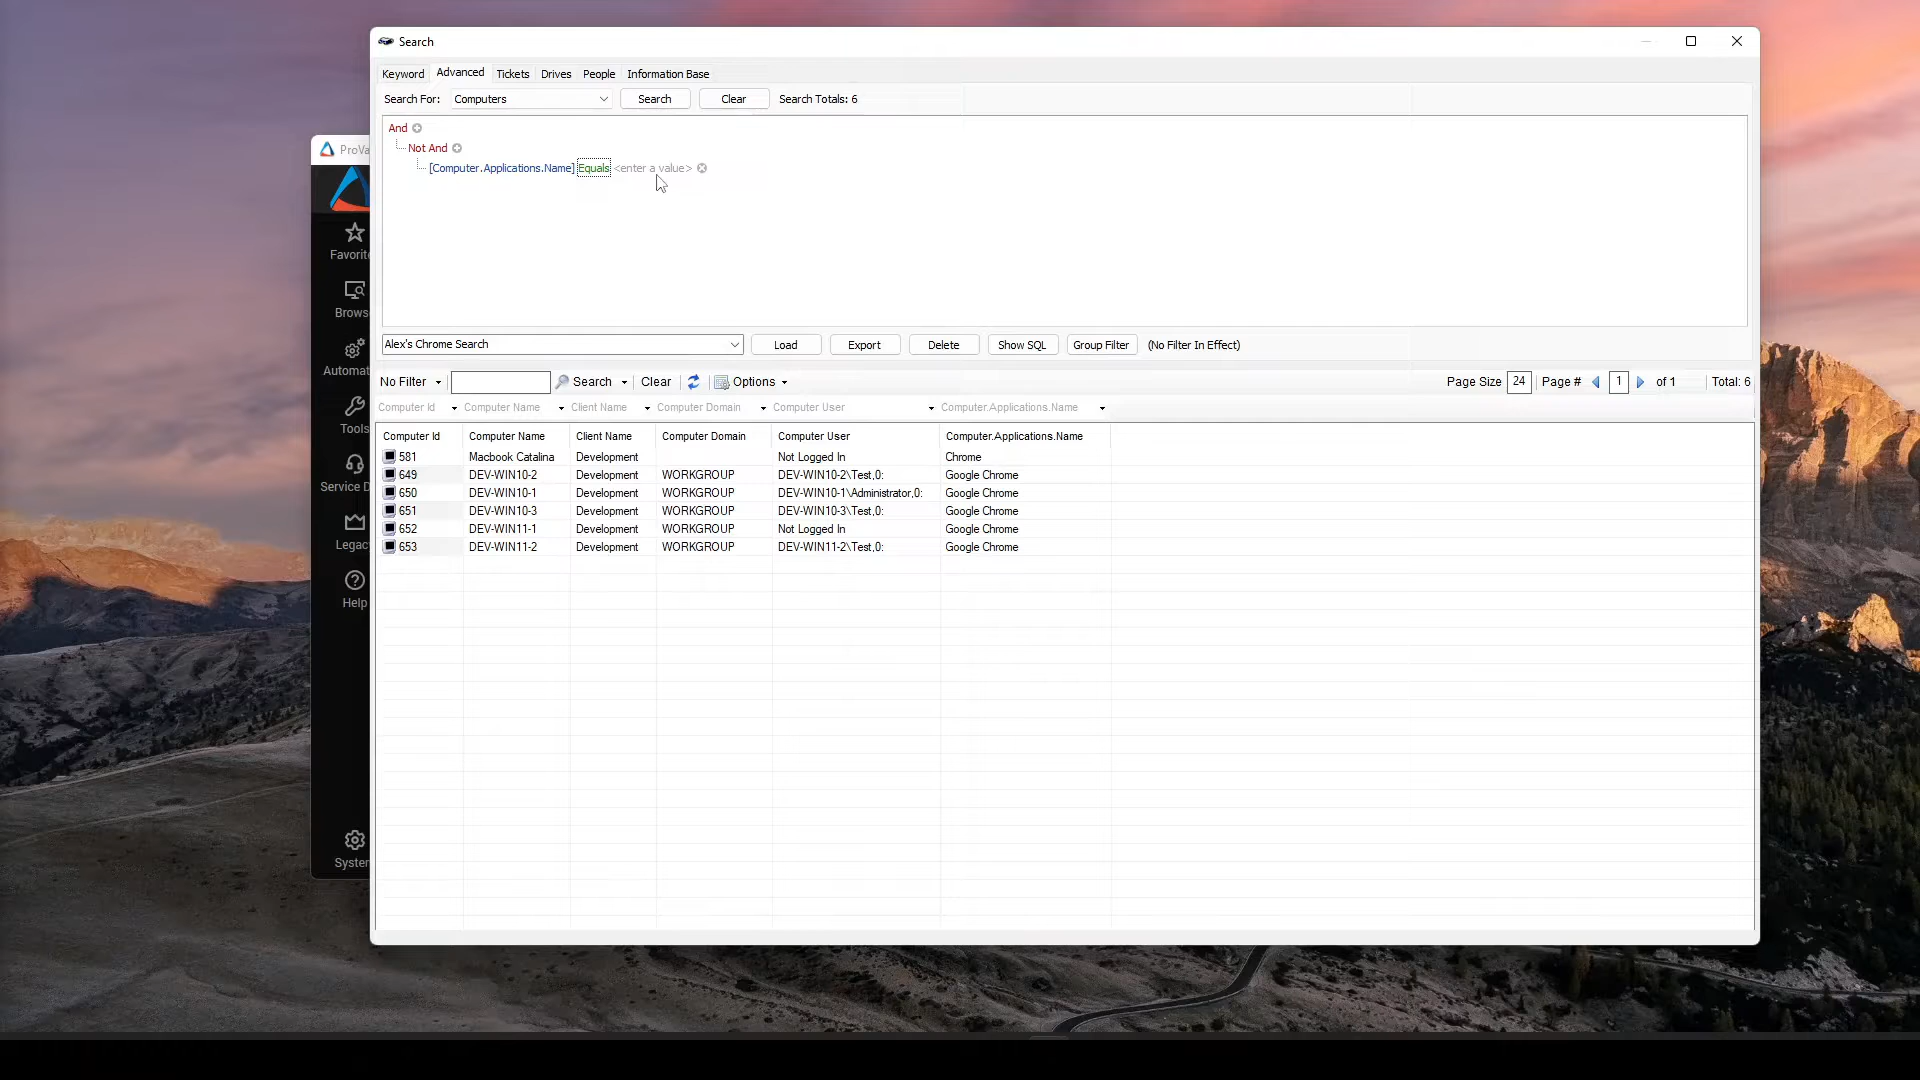 Search
Keyword Advanced Tickets Drives People Information Base
Search For: Computers Search Clear Search Totals: 6
And
Not And
[Computer.Applications.Name] Equals <enter a value>
ProVa
Favorite
Browse
Automat
Tools
Service D
Legac
Help
System
Alex's Chrome Search Load Export Delete Show SQL Group Filter (No Filter In Effect)
No Filter Search Clear Options Page Size 24 Page # 1 of 1 Total: 6
Computer Id Computer Name Client Name Computer Domain Computer User Computer.Applications.Name
Computer Id Computer Name Client Name Computer Domain Computer User Computer.Applications.Name
581 Macbook Catalina Development Not Logged In Chrome
649 DEV-WIN10-2 Development WORKGROUP DEV-WIN10-2\Test,0: Google Chrome
650 DEV-WIN10-1 Development WORKGROUP DEV-WIN10-1\Administrator,0: Google Chrome
651 DEV-WIN10-3 Development WORKGROUP DEV-WIN10-3\Test,0: Google Chrome
652 DEV-WIN11-1 Development WORKGROUP Not Logged In Google Chrome
653 DEV-WIN11-2 Development WORKGROUP DEV-WIN11-2\Test,0: Google Chrome